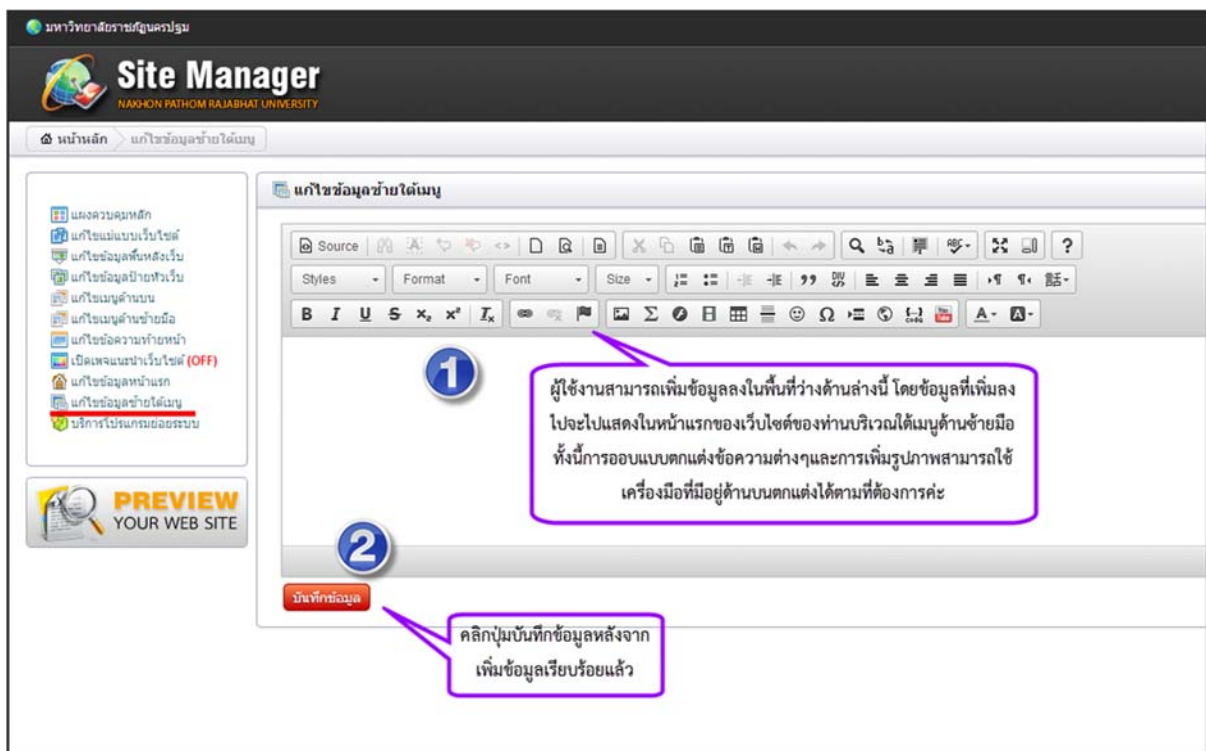 มหาวิทยาลัยราชภัฏนครปฐม
Site Manager
NAKHON PATHOM RAJABHAT UNIVERSITY
หน้าหลัก แก้ไขข้อมูลซ้ายใต้เมนู
แผงควบคุมหลัก
แก้ไขแม่แบบเว็บไซต์
แก้ไขข้อมูลพื้นหลังเว็บ
แก้ไขข้อมูลป้ายหัวเว็บ
แก้ไขเมนูด้านบน
แก้ไขเมนูด้านซ้ายมือ
แก้ไขข้อความท้ายหน้า
เปิดเพจแนะนำเว็บไซต์ (OFF)
แก้ไขข้อมูลหน้าแรก
แก้ไขข้อมูลซ้ายใต้เมนู
บริการโปรแกรมย่อยระบบ
PREVIEW
YOUR WEB SITE
แก้ไขข้อมูลซ้ายใต้เมนู
Source
Styles Format Font Size
B I U S x₂ x² Iₓ
1
ผู้ใช้งานสามารถเพิ่มข้อมูลลงในพื้นที่ว่างด้านล่างนี้ โดยข้อมูลที่เพิ่มลง
ไปจะไปแสดงในหน้าแรกของเว็บไซต์ของท่านบริเวณใต้เมนูด้านซ้ายมือ
ทั้งนี้การออบแบบตกแต่งข้อความต่างๆและการเพิ่มรูปภาพสามารถใช้
เครื่องมือที่มีอยู่ด้านบนตกแต่งได้ตามที่ต้องการค่ะ
2
บันทึกข้อมูล
คลิกปุ่มบันทึกข้อมูลหลังจาก
เพิ่มข้อมูลเรียบร้อยแล้ว